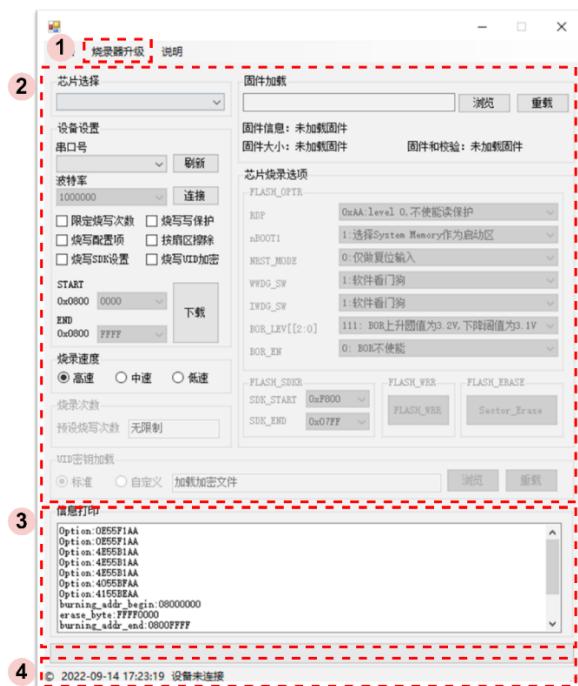 1 烧录器升级 说明
2
芯片选择
固件加载
浏览 重载
固件信息: 未加载固件
固件大小: 未加载固件 固件和校验: 未加载固件
设备设置
串口号
刷新
波特率
1000000 连接
限定烧写次数 烧写写保护
烧写配置项 按扇区擦除
烧写SDK设置 烧写UID加密
START
0x0800 0000
END
0x0800 FFFF
下载
烧录速度
高速 中速 低速
烧录次数
预设烧写次数 无限制
芯片烧录选项
FLASH_OPTR
RDP 0xAA:level 0,不使能读保护
nBOOT1 1:选择System Memory作为启动区
NRST_MODE 0:仅做复位输入
WWDG_SW 1:软件看门狗
IWDG_SW 1:软件看门狗
BOR_LEV[[2:0] 111: BOR上升阈值为3.2V,下降阈值为3.1V
BOR_EN 0: BOR不使能
FLASH_SDKR
SDK_START 0xF800
SDK_END 0x07FF
FLASH_WRR
FLASH_WRR
FLASH_ERASE
Sector_Erase
UID密钥加载
标准 自定义 加载加密文件 浏览 重载
3
信息打印
Option:0E55F1AA
Option:0E55F1AA
Option:4E55B1AA
Option:4E55B1AA
Option:4E55B1AA
Option:4055BFAA
Option:4155BEAA
burning_addr_begin:08000000
erase_byte:FFFF0000
burning_addr_end:0800FFFF
4
© 2022-09-14 17:23:19 设备未连接